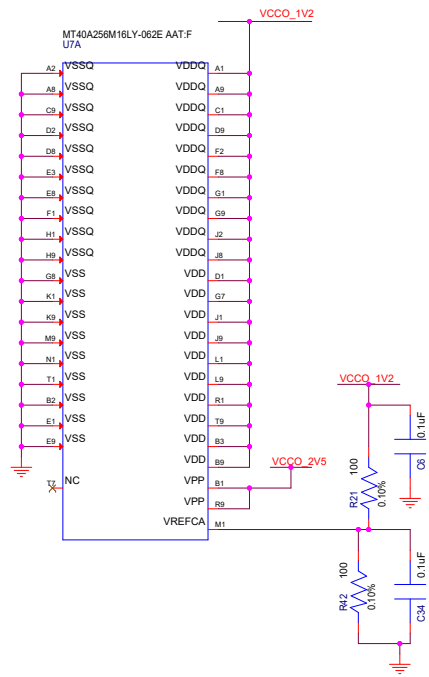 VCCO_1V2
MT40A256M16LY-062E AAT:F
U7A
A2 VSSQ VDDQ A1
A8 VSSQ VDDQ A9
C9 VSSQ VDDQ C1
D2 VSSQ VDDQ D9
D8 VSSQ VDDQ F2
E3 VSSQ VDDQ F8
E8 VSSQ VDDQ G1
F1 VSSQ VDDQ G9
H1 VSSQ VDDQ J2
H9 VSSQ VDDQ J8
G8 VSS VDD D1
K1 VSS VDD G7
K9 VSS VDD J1
M9 VSS VDD J9
N1 VSS VDD L1
T1 VSS VDD L9
B2 VSS VDD R1
E1 VSS VDD T9
E9 VSS VDD B3
VDD B9
T7 NC VPP B1
VPP R9
VREFCA M1
VCCO_2V5
VCCO_1V2
100
R21
0.10%
0.1uF
C6
100
R42
0.10%
0.1uF
C34